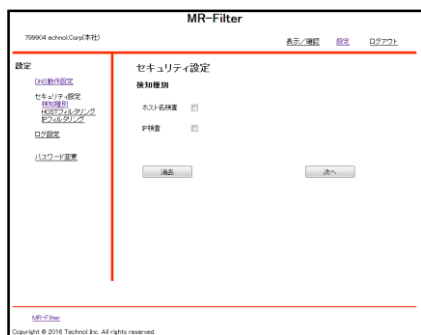 MR-Filter
799904 echnol.Corp(本社)
表示／確認 設定 ログアウト
設定
DNS動作設定
セキュリティ設定
検知種別
HOSTフィルタリング
IPフィルタリング
ログ設定
パスワード変更
セキュリティ設定
検知種別
ホスト名検査
IP検査
消去 次へ
MR-Filter
Copyright © 2016 Technol Inc. All rights reserved